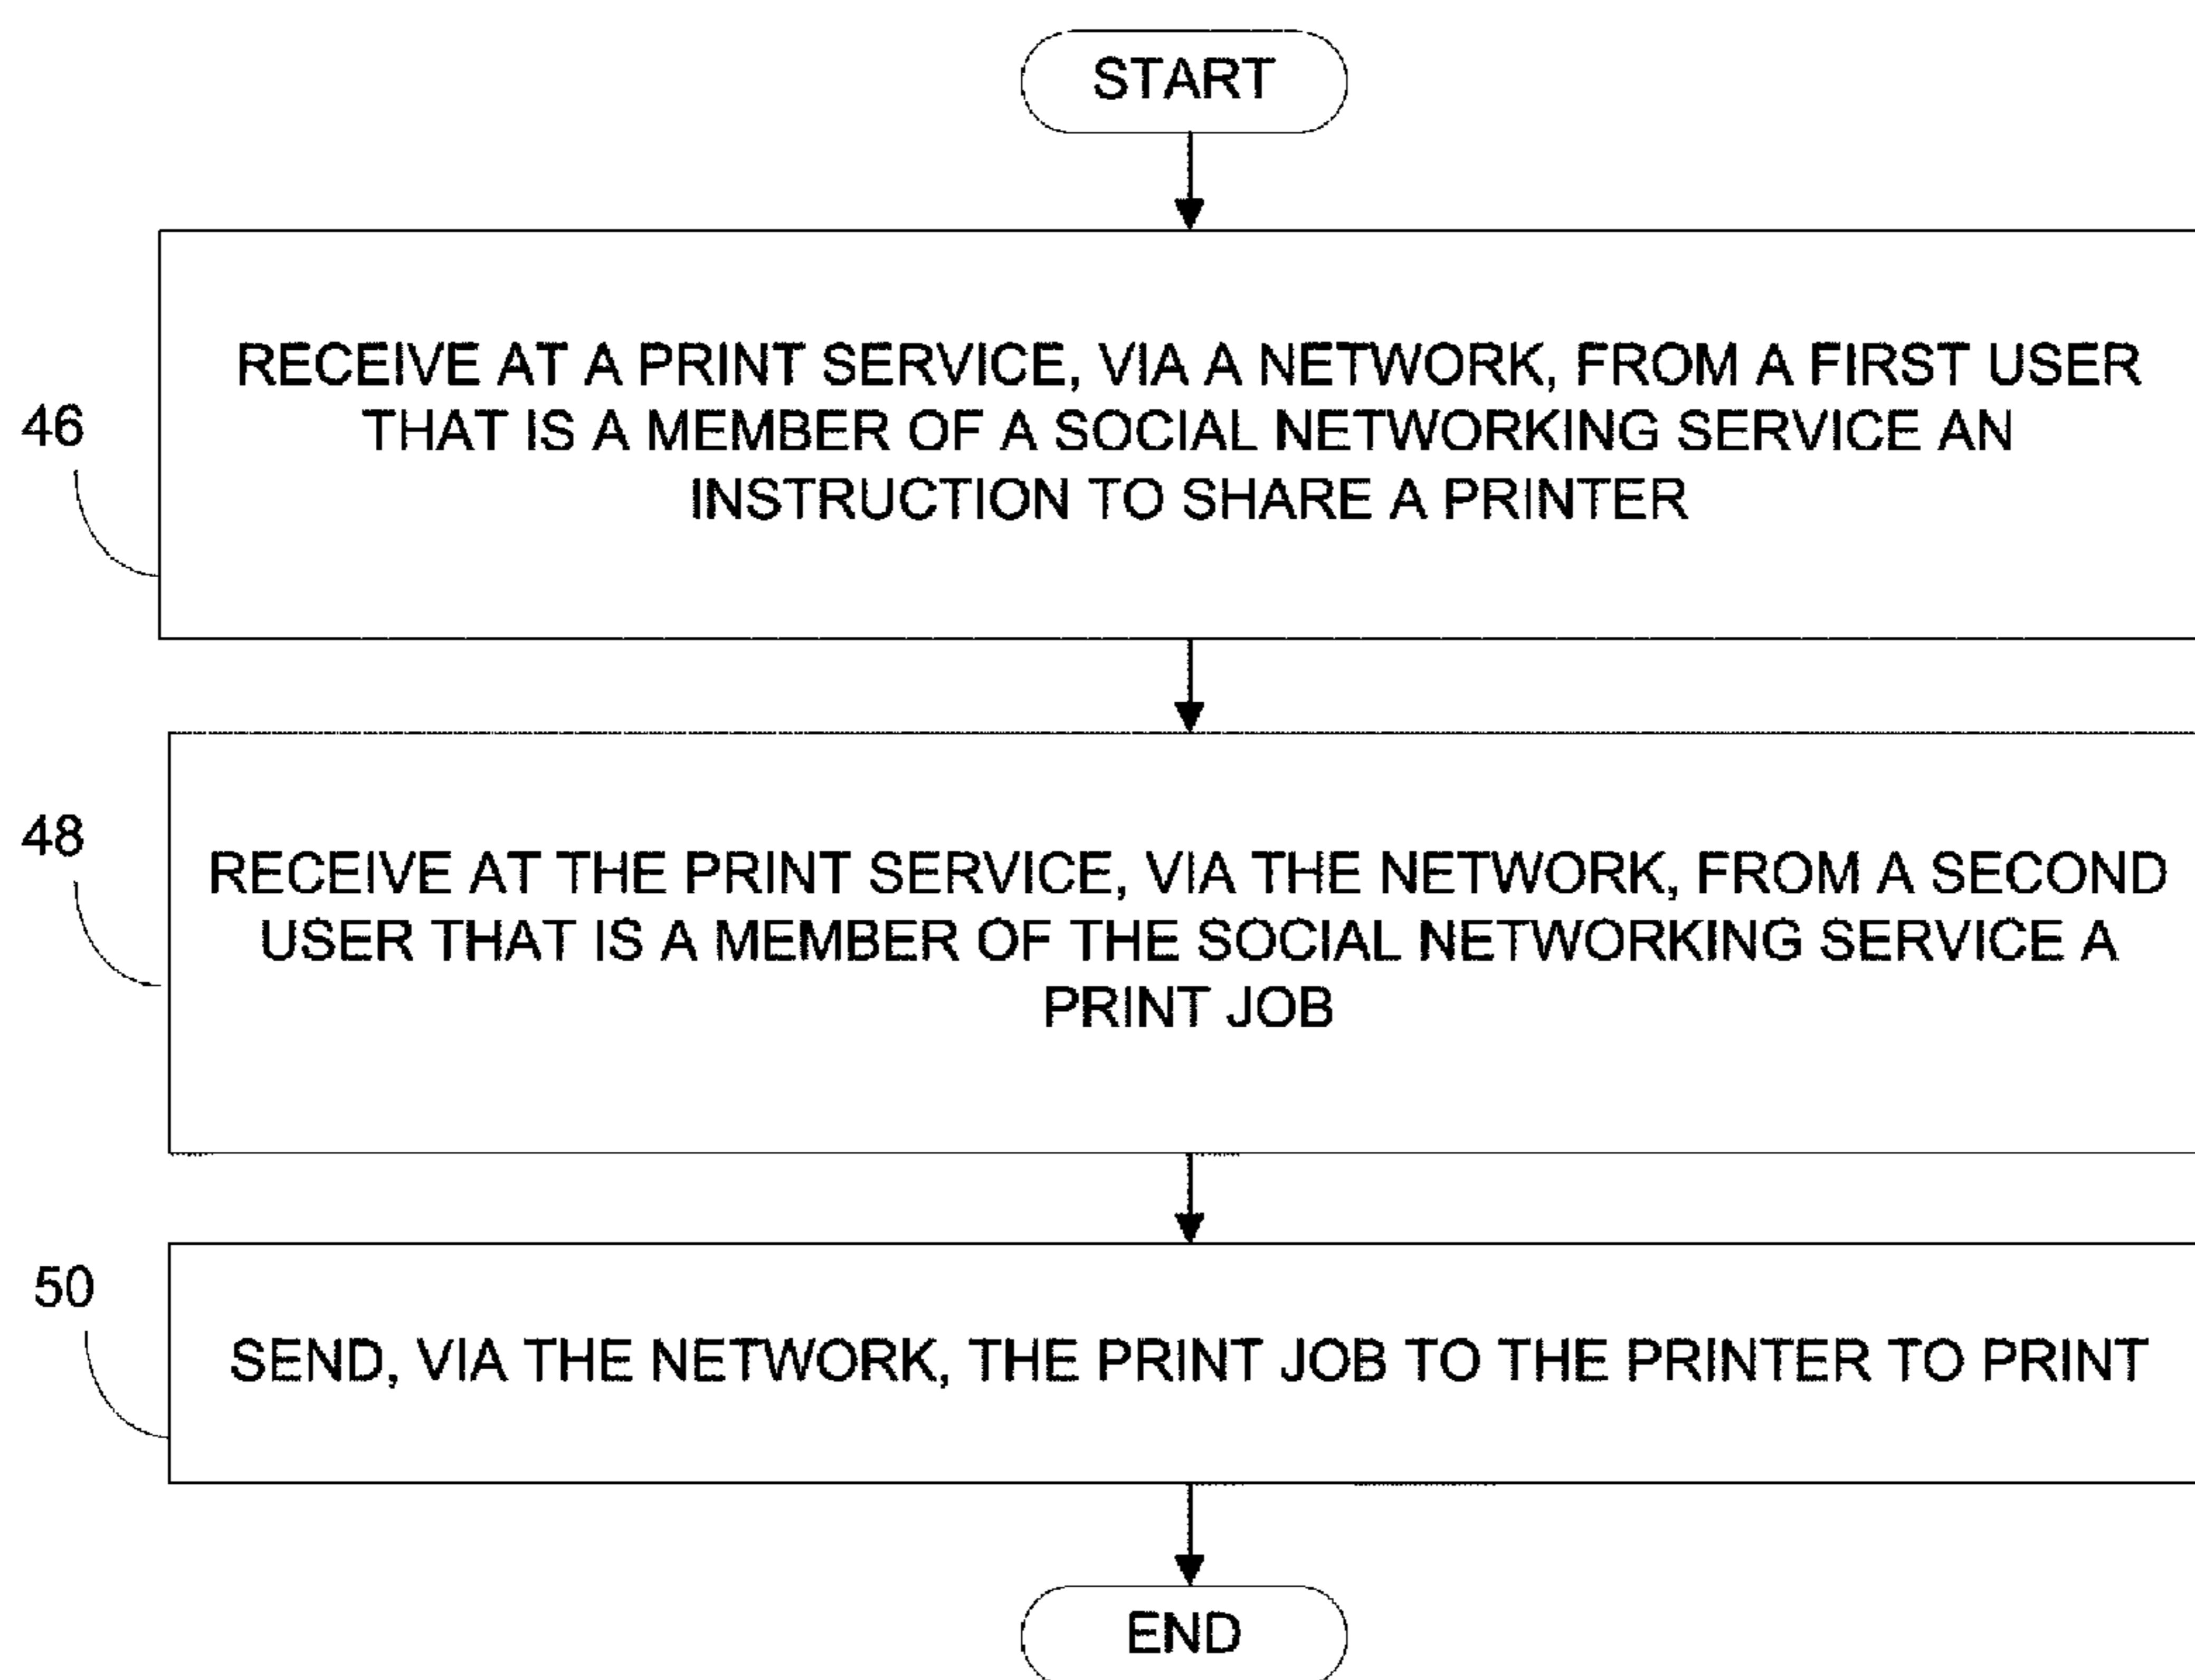 START
46
RECEIVE AT A PRINT SERVICE, VIA A NETWORK, FROM A FIRST USER
THAT IS A MEMBER OF A SOCIAL NETWORKING SERVICE AN
INSTRUCTION TO SHARE A PRINTER
48
RECEIVE AT THE PRINT SERVICE, VIA THE NETWORK, FROM A SECOND
USER THAT IS A MEMBER OF THE SOCIAL NETWORKING SERVICE A
PRINT JOB
50
SEND, VIA THE NETWORK, THE PRINT JOB TO THE PRINTER TO PRINT
END